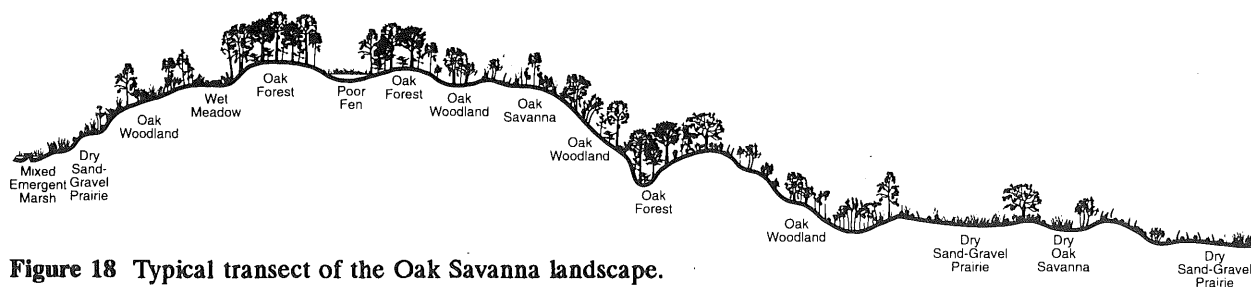 Mixed
Emergent
Marsh
Dry
Sand-
Gravel
Prairie
Oak
Woodland
Wet
Meadow
Oak
Forest
Poor
Fen
Oak
Forest
Oak
Woodland
Oak
Savanna
Oak
Woodland
Oak
Forest
Oak
Woodland
Dry
Sand-Gravel
Prairie
Dry
Oak
Savanna
Dry
Sand-Gravel
Prairie
Figure 18 Typical transect of the Oak Savanna landscape.